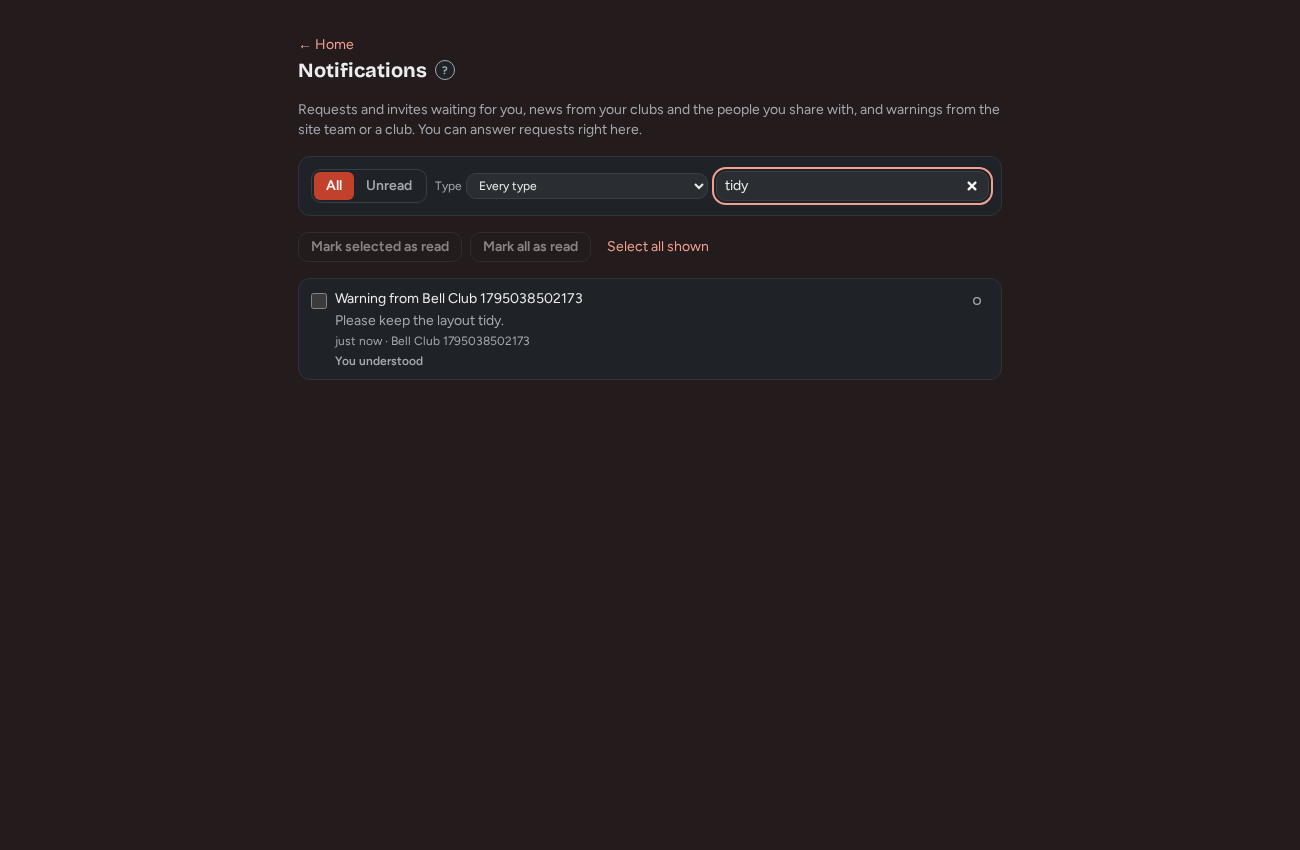 ← Home
Notifications ?
Requests and invites waiting for you, news from your clubs and the people you share with, and warnings from the
site team or a club. You can answer requests right here.
All Unread Type Every type tidy
Mark selected as read Mark all as read Select all shown
Warning from Bell Club 1795038502173
Please keep the layout tidy.
just now · Bell Club 1795038502173
You understood